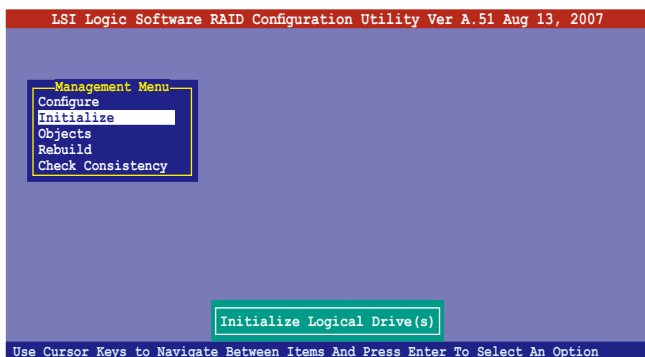 LSI Logic Software RAID Configuration Utility Ver A.51 Aug 13, 2007
Management Menu
Configure
Initialize
Objects
Rebuild
Check Consistency
Initialize Logical Drive(s)
Use Cursor Keys to Navigate Between Items And Press Enter To Select An Option